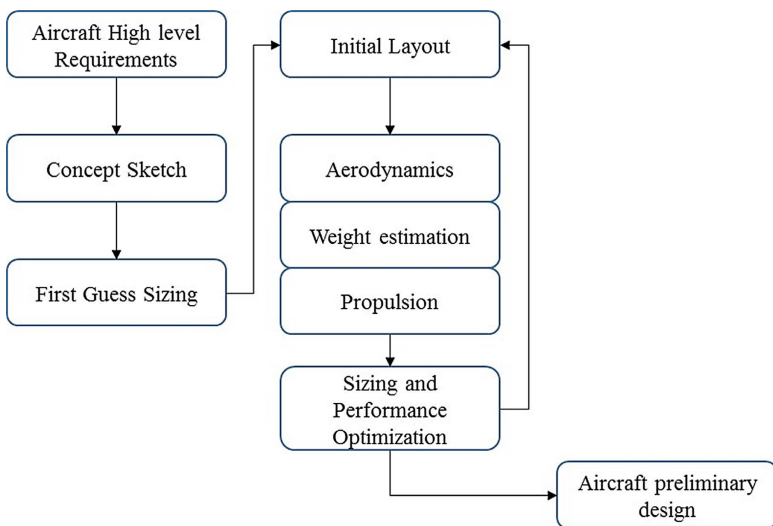 Aircraft High level
Requirements
Concept Sketch
First Guess Sizing
Initial Layout
Aerodynamics
Weight estimation
Propulsion
Sizing and
Performance
Optimization
Aircraft preliminary
design